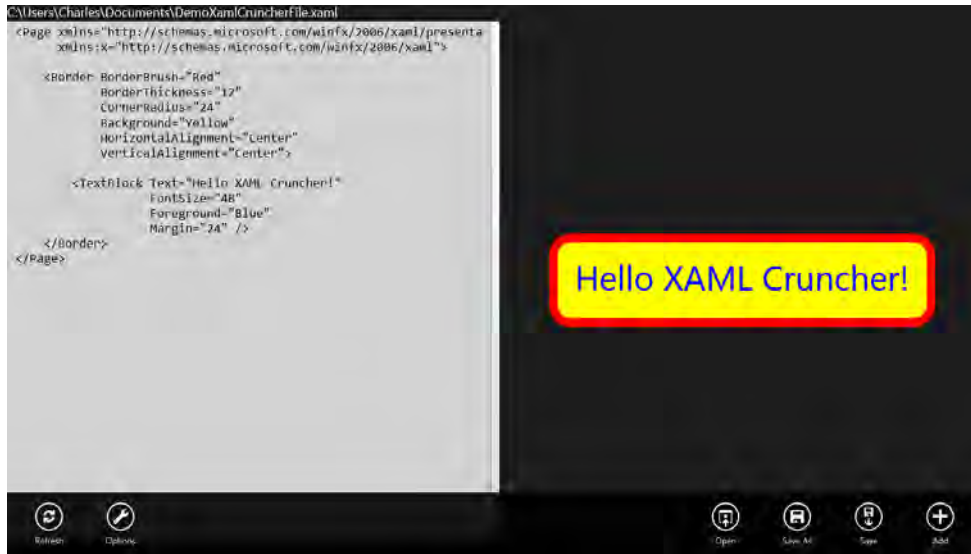 C:\Users\Charles\Documents\DemoXamlCruncherFile.xaml
<Page xmlns="http://schemas.microsoft.com/winfx/2006/xaml/presenta
xmlns:x="http://schemas.microsoft.com/winfx/2006/xaml">
<Border BorderBrush="Red"
BorderThickness="12"
CornerRadius="24"
Background="Yellow"
HorizontalAlignment="Center"
VerticalAlignment="Center">
<TextBlock Text="Hello XAML Cruncher!"
FontSize="48"
Foreground="Blue"
Margin="24" />
</Border>
</Page>
Hello XAML Cruncher!
Refresh
Options
Open
Save As
Save
Add